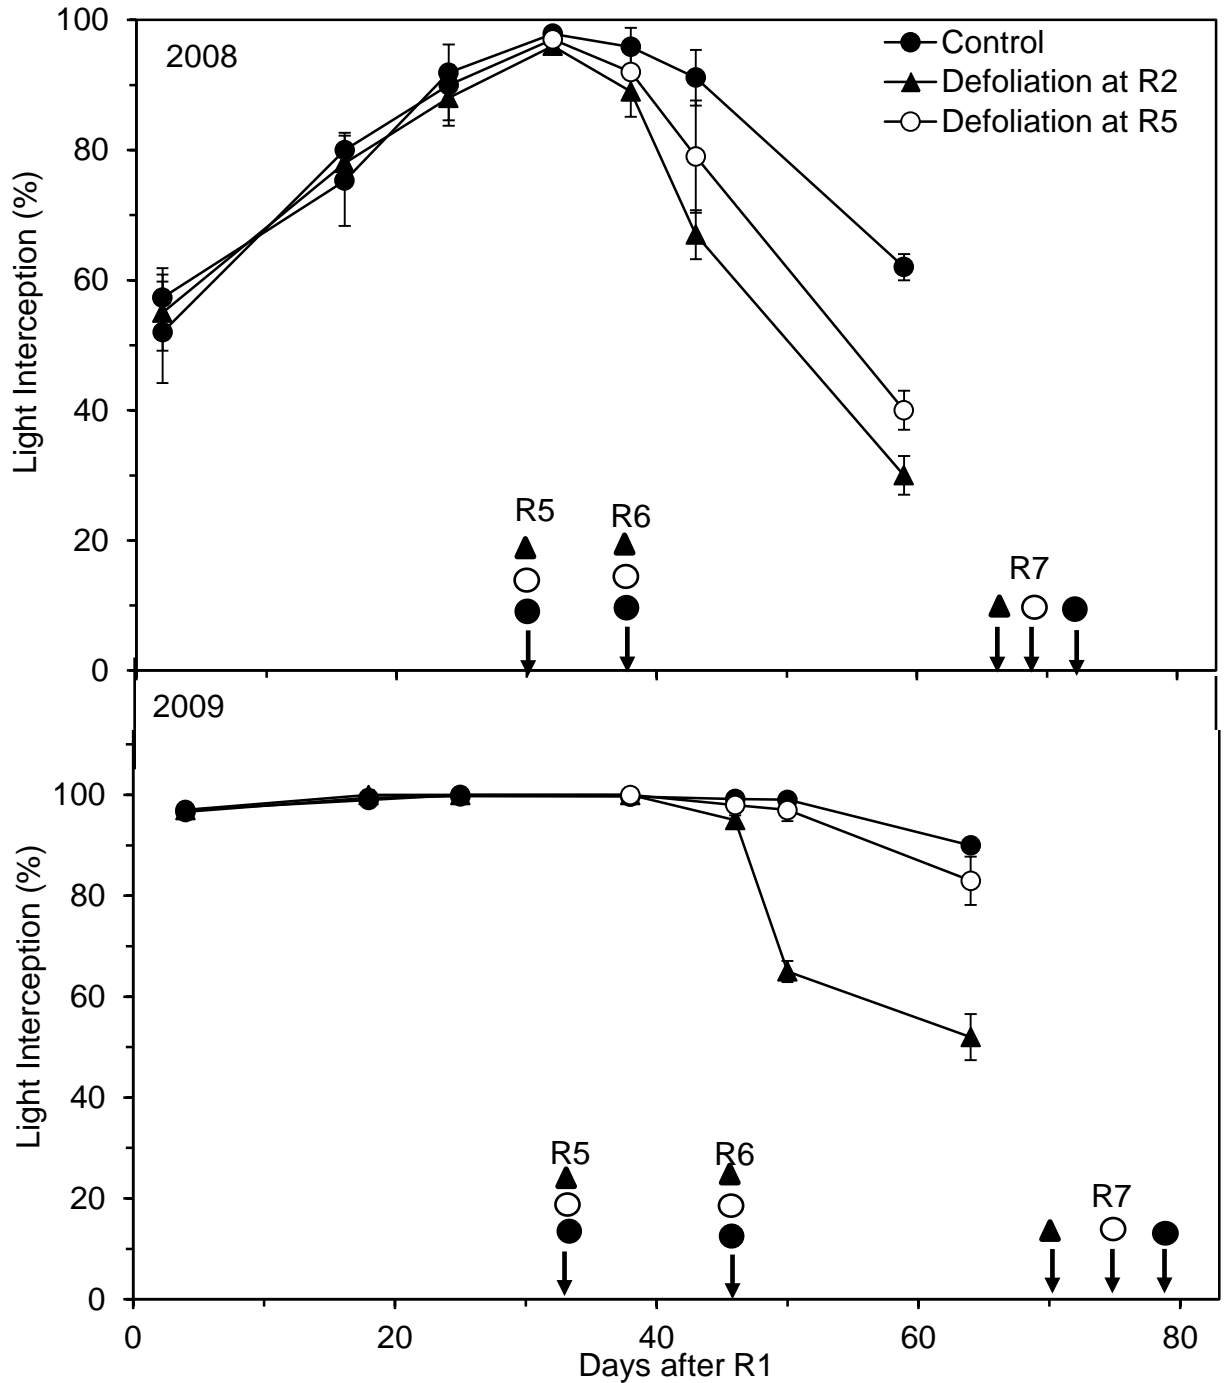 100
2008
Control
Defoliation at R2
Defoliation at R5
80
60
40
20
0
Light Interception (%)
R5
R6
R7
2009
100
80
60
40
20
0
Light Interception (%)
R5
R6
R7
0 20 40 60 80
Days after R1